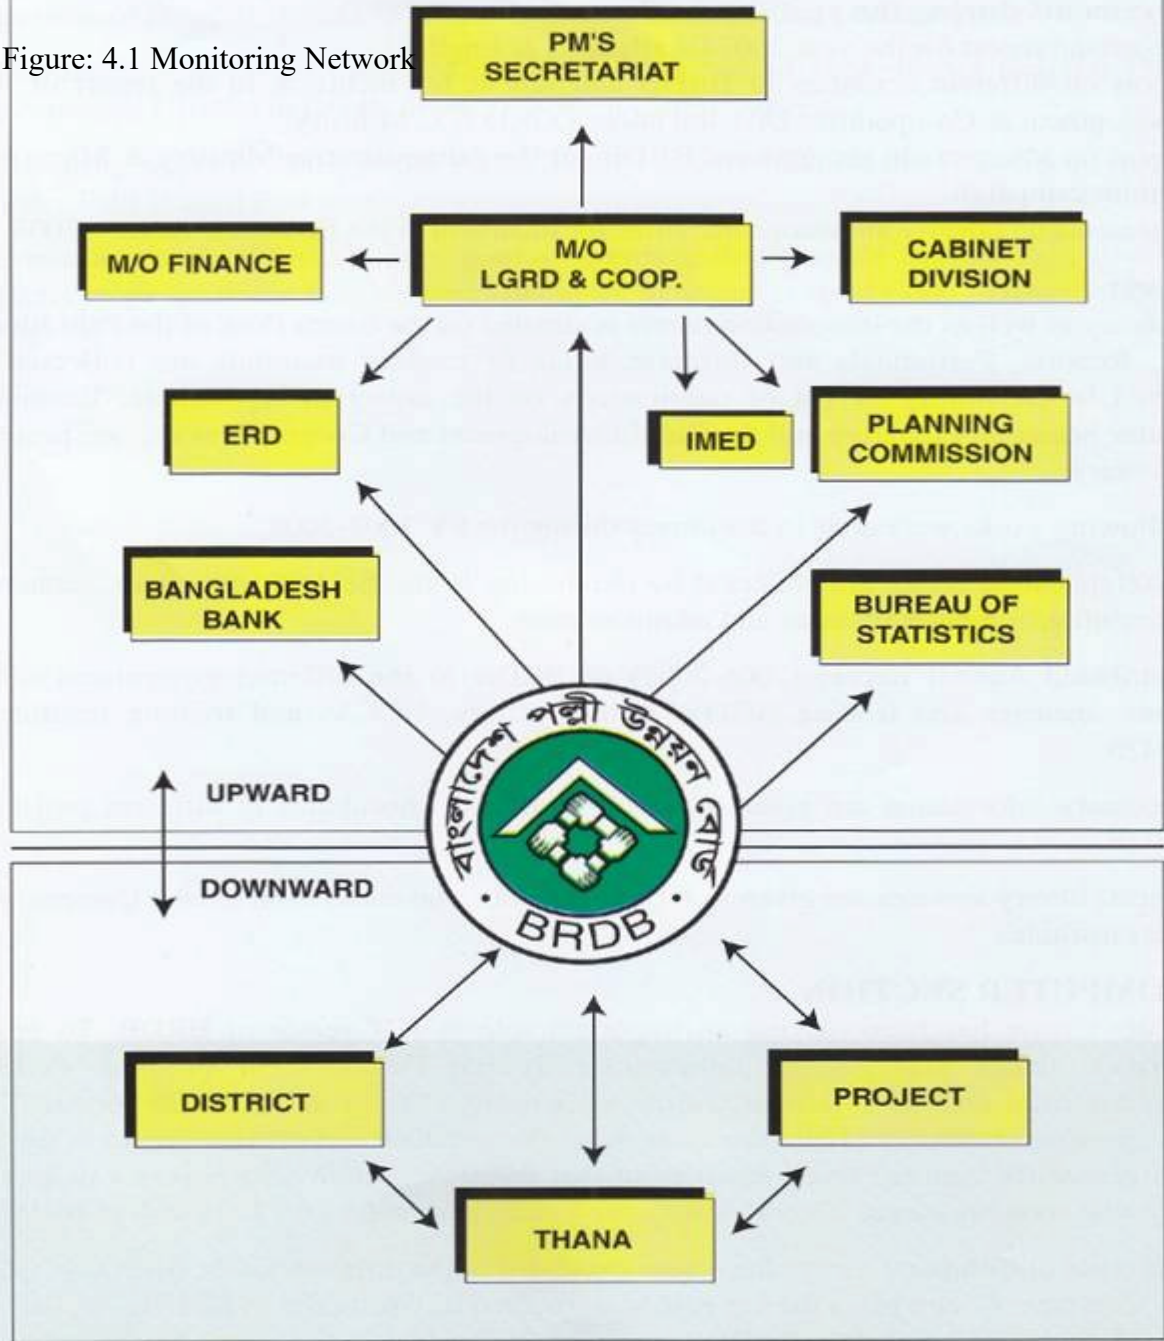 Figure: 4.1 Monitoring Network
PM'S
SECRETARIAT
M/O FINANCE
M/O
LGRD & COOP.
CABINET
DIVISION
ERD
IMED
PLANNING
COMMISSION
BANGLADESH
BANK
BUREAU OF
STATISTICS
UPWARD
DOWNWARD
বাংলাদেশ পল্লী উন্নয়ন বোর্ড
• BRDB •
DISTRICT
PROJECT
THANA